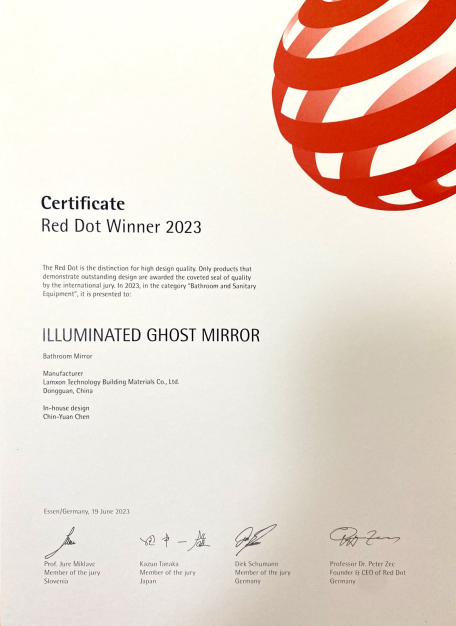 Certificate
Red Dot Winner 2023
The Red Dot is the distinction for high design quality. Only products that
demonstrate outstanding design are awarded the coveted seal of quality
by the international jury. In 2023, in the category "Bathroom and Sanitary
Equipment", it is presented to:
ILLUMINATED GHOST MIRROR
Bathroom Mirror
Manufacturer
Lamxon Technology Building Materials Co., Ltd.
Dongguan, China
In-house design
Chin-Yuan Chen
Essen/Germany, 19 June 2023
Prof. Jure Miklavc
Member of the jury
Slovenia
Kazuo Tanaka
Member of the jury
Japan
Dirk Schumann
Member of the jury
Germany
Professor Dr. Peter Zec
Founder & CEO of Red Dot
Germany